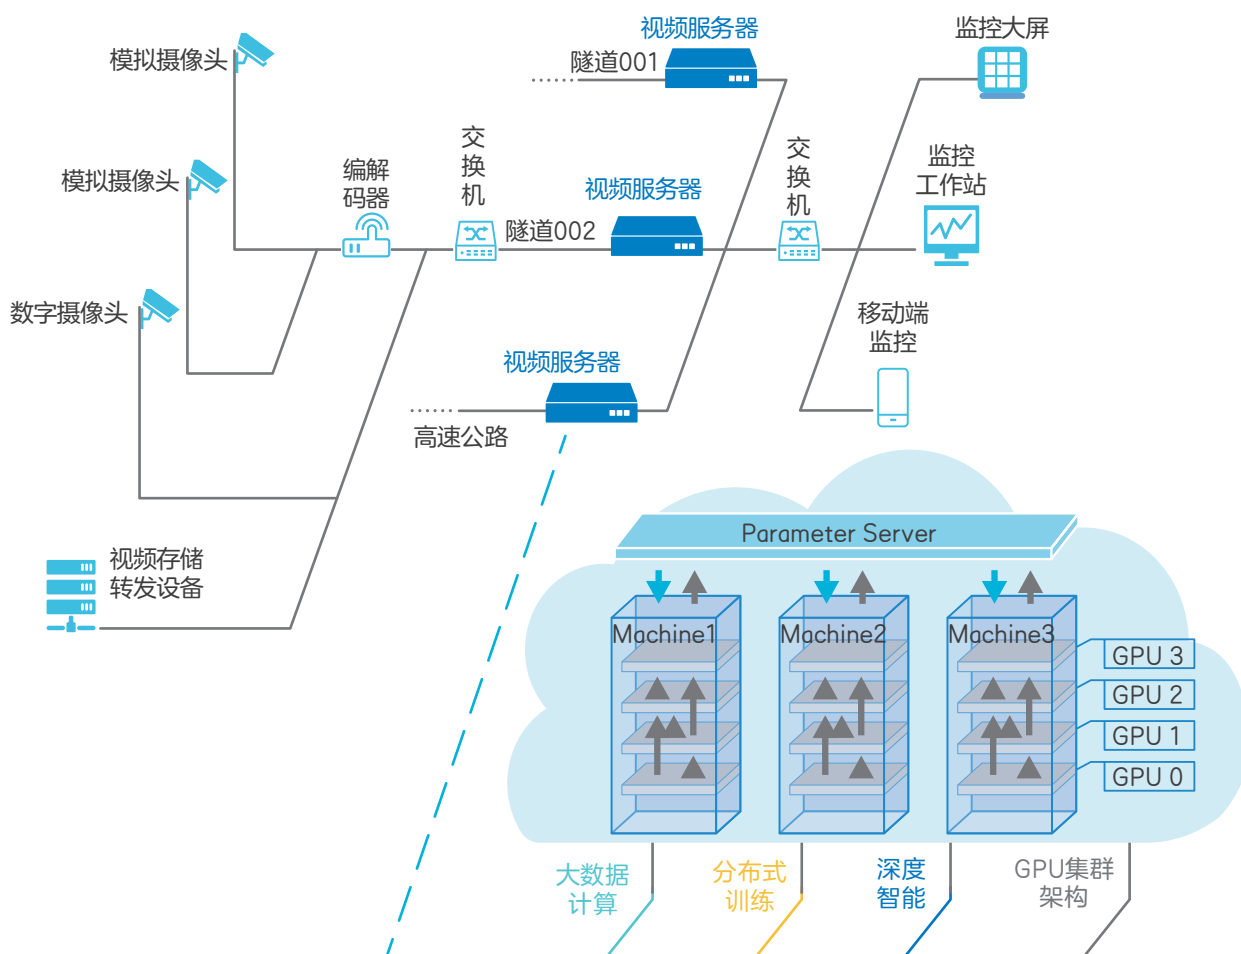 视频服务器
监控大屏
模拟摄像头
隧道001
交
换
机
交
换
机
监控
工作站
编解
码器
模拟摄像头
视频服务器
隧道002
数字摄像头
移动端
监控
视频服务器
高速公路
视频存储
转发设备
Parameter Server
Machine1
Machine2
Machine3
GPU 3
GPU 2
GPU 1
GPU 0
大数据
计算
分布式
训练
深度
智能
GPU集群
架构